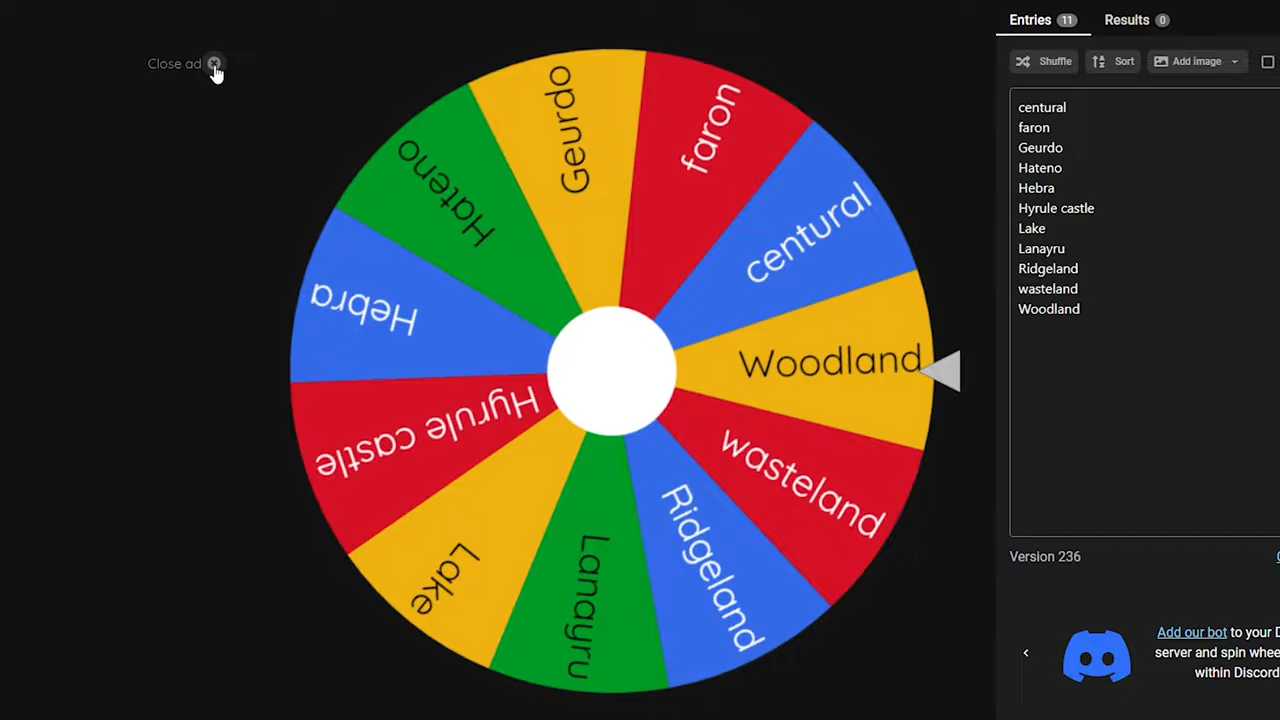 Close ad
Geurdo
faron
centural
Woodland
wasteland
Ridgeland
Lanayru
Lake
Hyrule castle
Hebra
Hateno
Entries 11 Results 0
Shuffle Sort Add image
centural
faron
Geurdo
Hateno
Hebra
Hyrule castle
Lake
Lanayru
Ridgeland
wasteland
Woodland
Version 236
Add our bot to your D
server and spin whee
within Discord